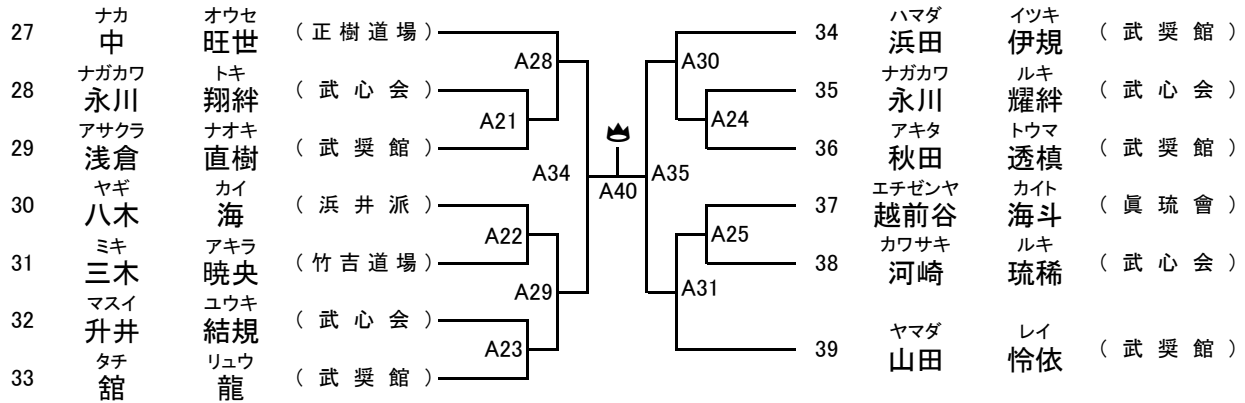 ナカ オウセ
27 中 旺世 (正樹道場)
ナガカワ トキ
28 永川 翔絆 (武心会)
アサクラ ナオキ
29 浅倉 直樹 (武奨館)
ヤギ カイ
30 八木 海 (浜井派)
ミキ アキラ
31 三木 暁央 (竹吉道場)
マスイ ユウキ
32 升井 結規 (武心会)
タチ リュウ
33 舘 龍 (武奨館)
A28
A21
A34
A22
A29
A23
A40
A30
A24
A35
A25
A31
ハマダ イツキ
34 浜田 伊規 (武奨館)
ナガカワ ルキ
35 永川 耀絆 (武心会)
アキタ トウマ
36 秋田 透槙 (武奨館)
エチゼンヤ カイト
37 越前谷 海斗 (眞琉會)
カワサキ ルキ
38 河崎 琉稀 (武心会)
ヤマダ レイ
39 山田 怜依 (武奨館)